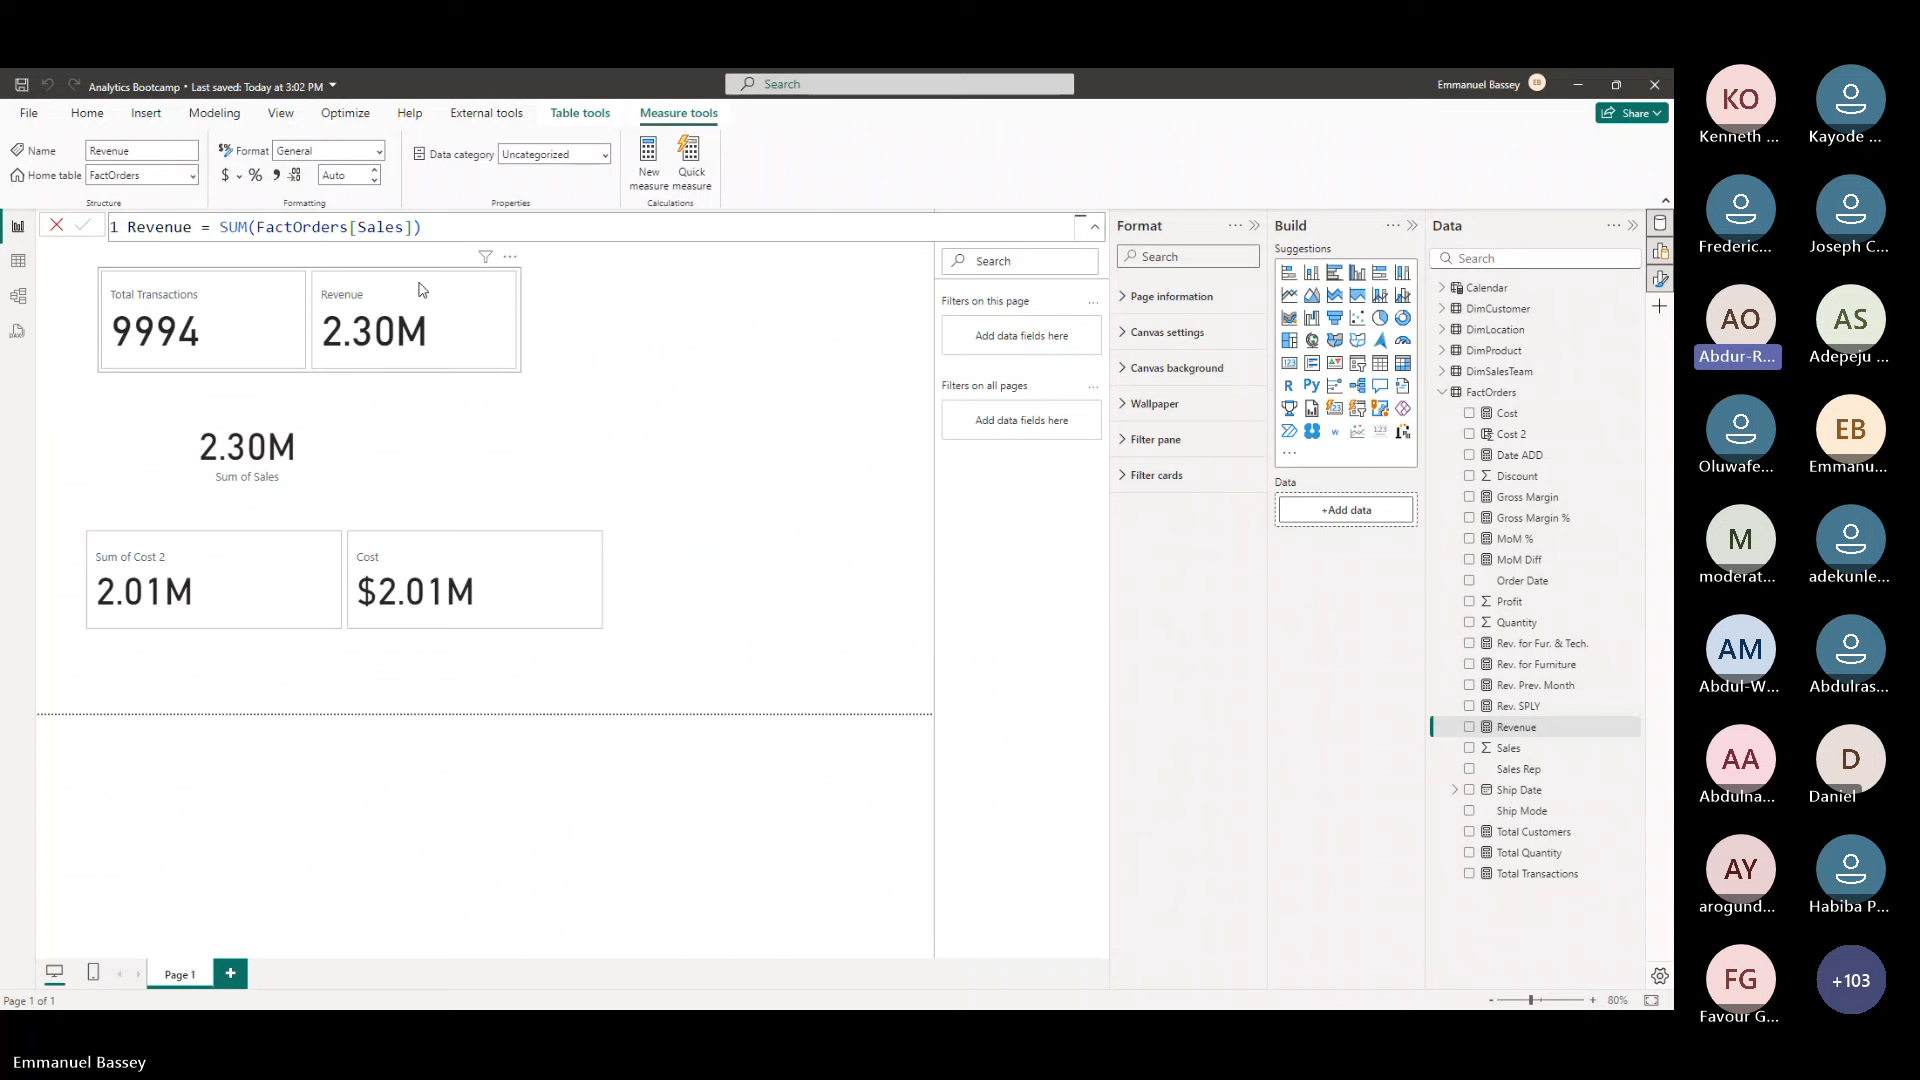 Analytics Bootcamp • Last saved: Today at 3:02 PM
Search
Emmanuel Bassey
EB
File
Home
Insert
Modeling
View
Optimize
Help
External tools
Table tools
Measure tools
Share
Name
Revenue
Home table
FactOrders
Structure
Format
General
$
%
Auto
Formatting
Data category
Uncategorized
Properties
New measure
Quick measure
Calculations
1 Revenue = SUM(FactOrders[Sales])
Total Transactions
9994
Revenue
2.30M
2.30M
Sum of Sales
Sum of Cost 2
2.01M
Cost
$2.01M
Search
Filters on this page
Add data fields here
Filters on all pages
Add data fields here
Format
Search
Page information
Canvas settings
Canvas background
Wallpaper
Filter pane
Filter cards
Build
Suggestions
R
Py
Data
+Add data
Data
Search
Calendar
DimCustomer
DimLocation
DimProduct
DimSalesTeam
FactOrders
Cost
Cost 2
Date ADD
Discount
Gross Margin
Gross Margin %
MoM %
MoM Diff
Order Date
Profit
Quantity
Rev. for Fur. & Tech.
Rev. for Furniture
Rev. Prev. Month
Rev. SPLY
Revenue
Sales
Sales Rep
Ship Date
Ship Mode
Total Customers
Total Quantity
Total Transactions
Page 1
Page 1 of 1
80%
KO
Kenneth ...
Kayode ...
Frederic...
Joseph C...
AO
Abdur-R...
AS
Adepeju ...
Oluwafe...
EB
Emmanu...
M
moderat...
adekunle...
AM
Abdul-W...
Abdulras...
AA
Abdulna...
D
Daniel
AY
arogund...
Habiba P...
FG
Favour G...
+103
Emmanuel Bassey